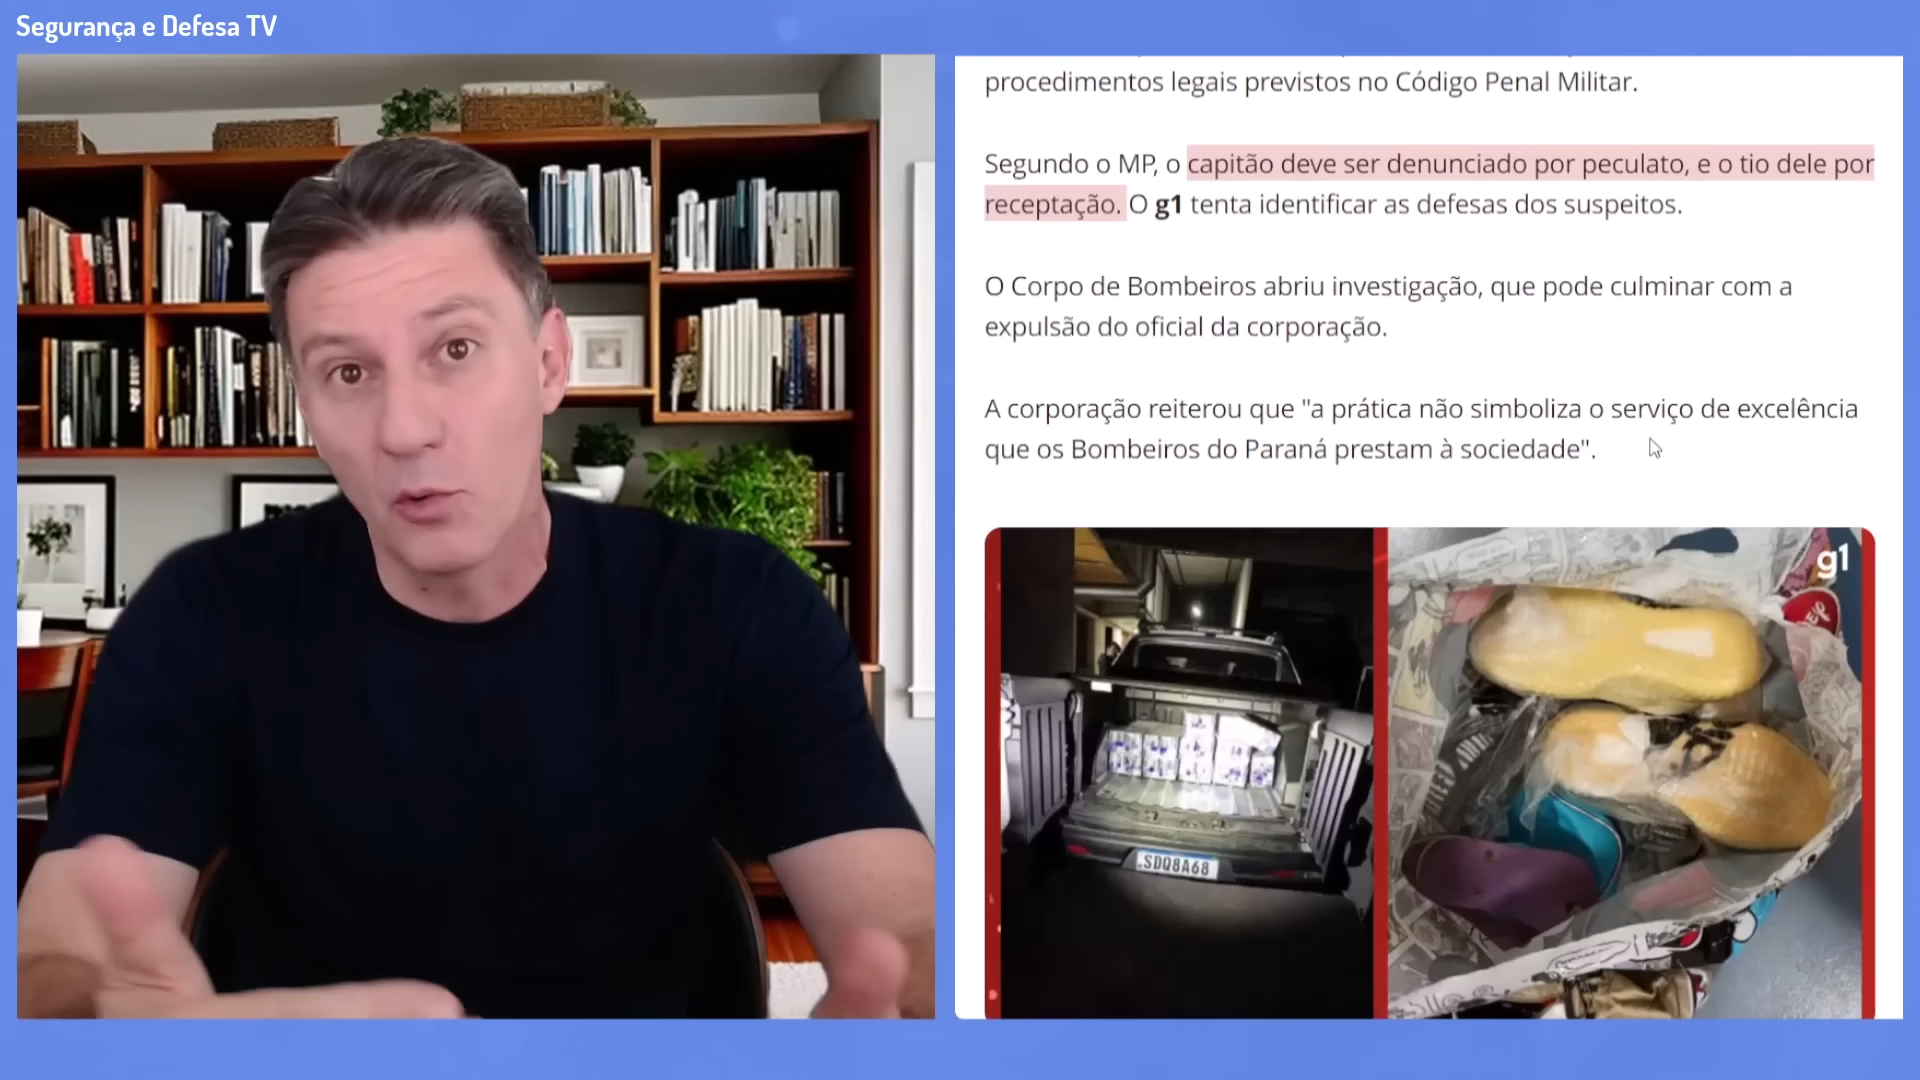 Segurança e Defesa TV
procedimentos legais previstos no Código Penal Militar.
Segundo o MP, o capitão deve ser denunciado por peculato, e o tio dele por
receptação. O g1 tenta identificar as defesas dos suspeitos.
O Corpo de Bombeiros abriu investigação, que pode culminar com a
expulsão do oficial da corporação.
A corporação reiterou que "a prática não simboliza o serviço de excelência
que os Bombeiros do Paraná prestam à sociedade".
g1
SDQ8A68